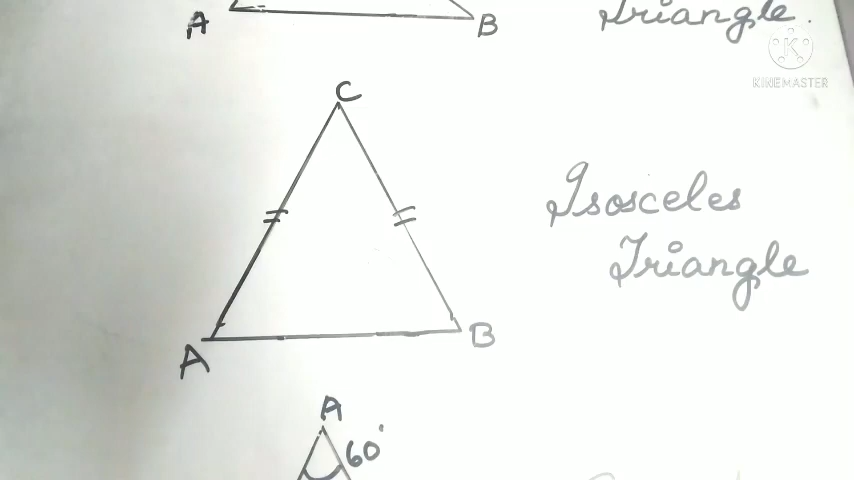 A B Triangle.
K
KINEMASTER
C
Isosceles
Triangle
A B
A
60°